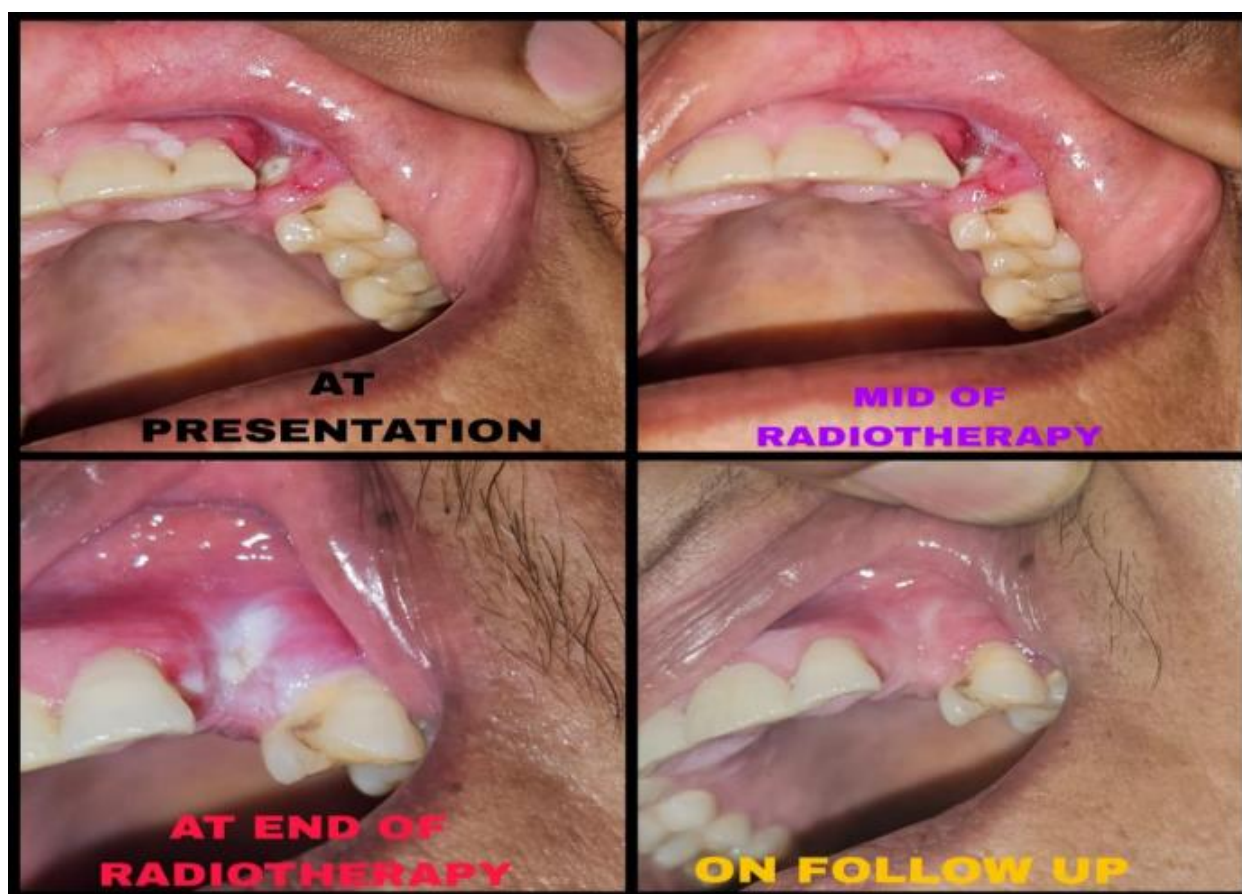 AT
PRESENTATION
MID OF
RADIOTHERAPY
AT END OF
RADIOTHERAPY
ON FOLLOW UP